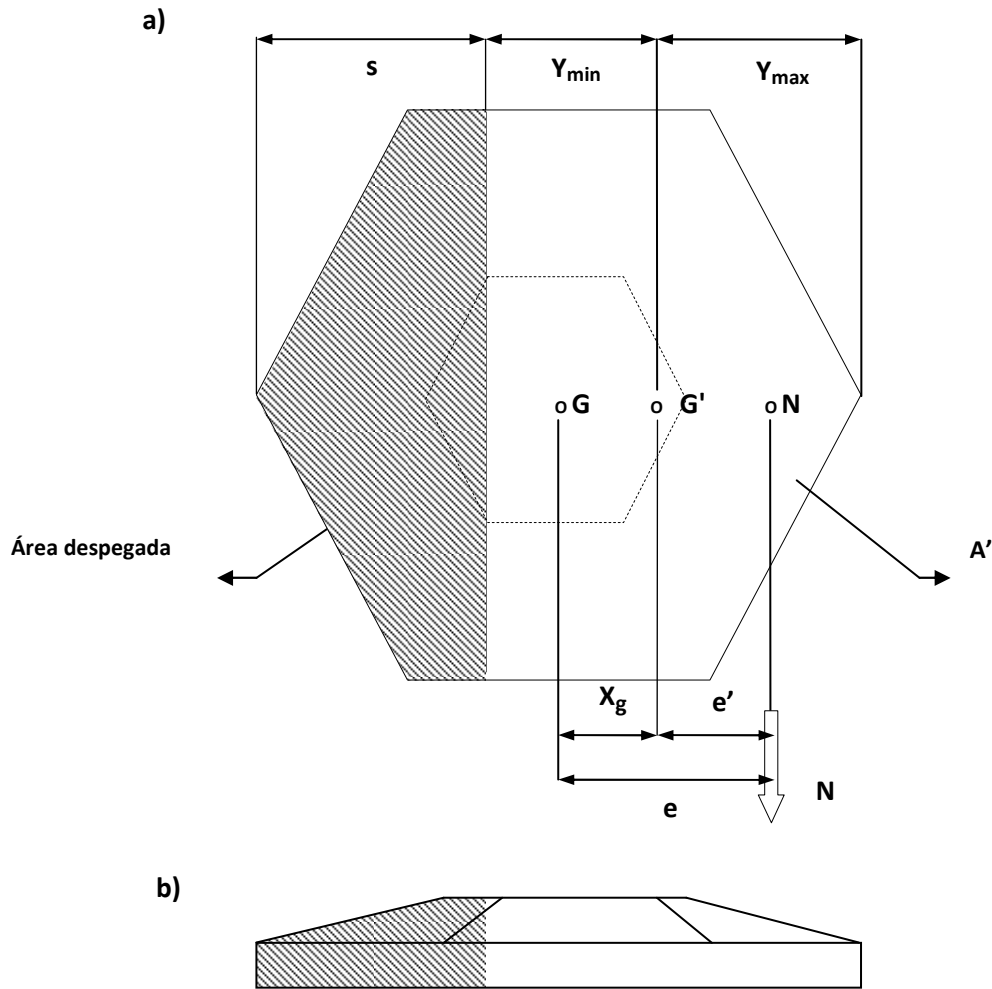 a)
s
Ymin
Ymax
o G
o G'
o N
Área despegada
A’
Xg
e’
e
N
b)